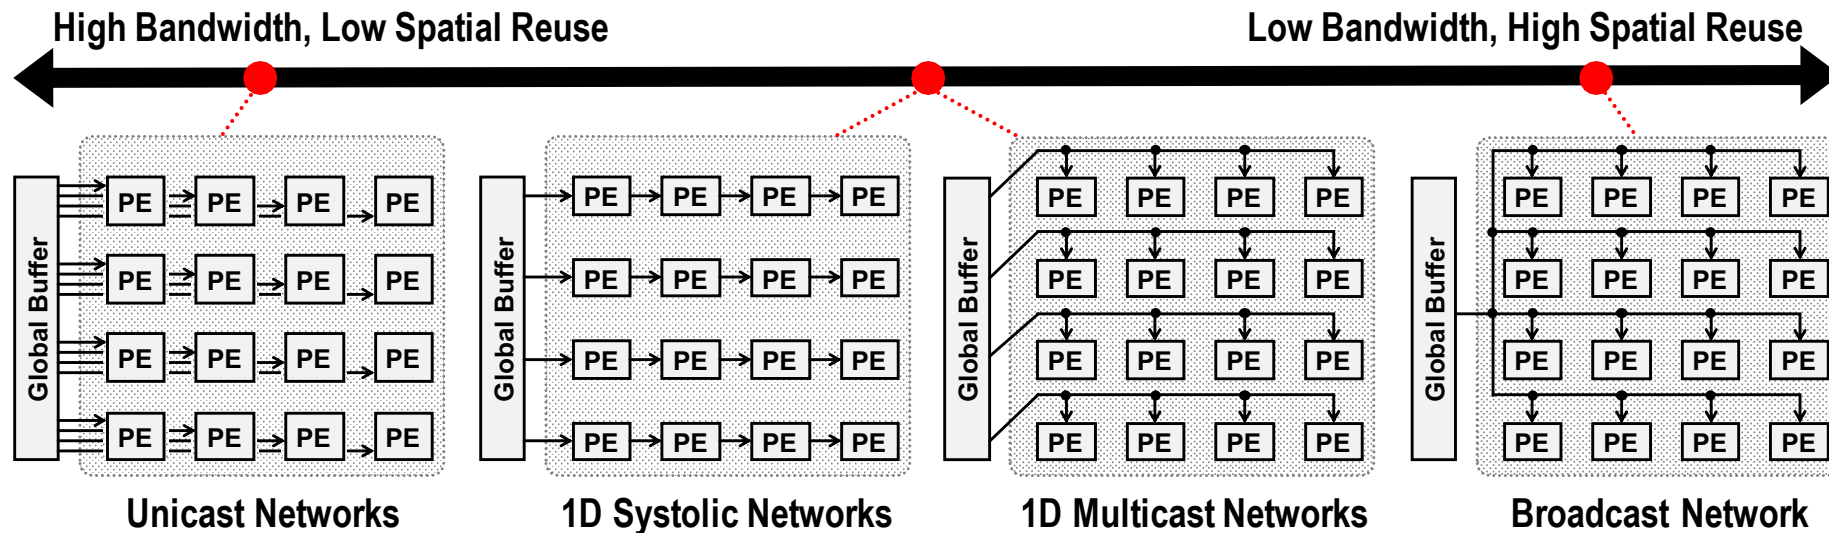 High Bandwidth, Low Spatial Reuse
Low Bandwidth, High Spatial Reuse
Global Buffer
PE PE PE PE
PE PE PE PE
PE PE PE PE
PE PE PE PE
Unicast Networks
Global Buffer
PE PE PE PE
PE PE PE PE
PE PE PE PE
PE PE PE PE
1D Systolic Networks
Global Buffer
PE PE PE PE
PE PE PE PE
PE PE PE PE
PE PE PE PE
1D Multicast Networks
Global Buffer
PE PE PE PE
PE PE PE PE
PE PE PE PE
PE PE PE PE
Broadcast Network